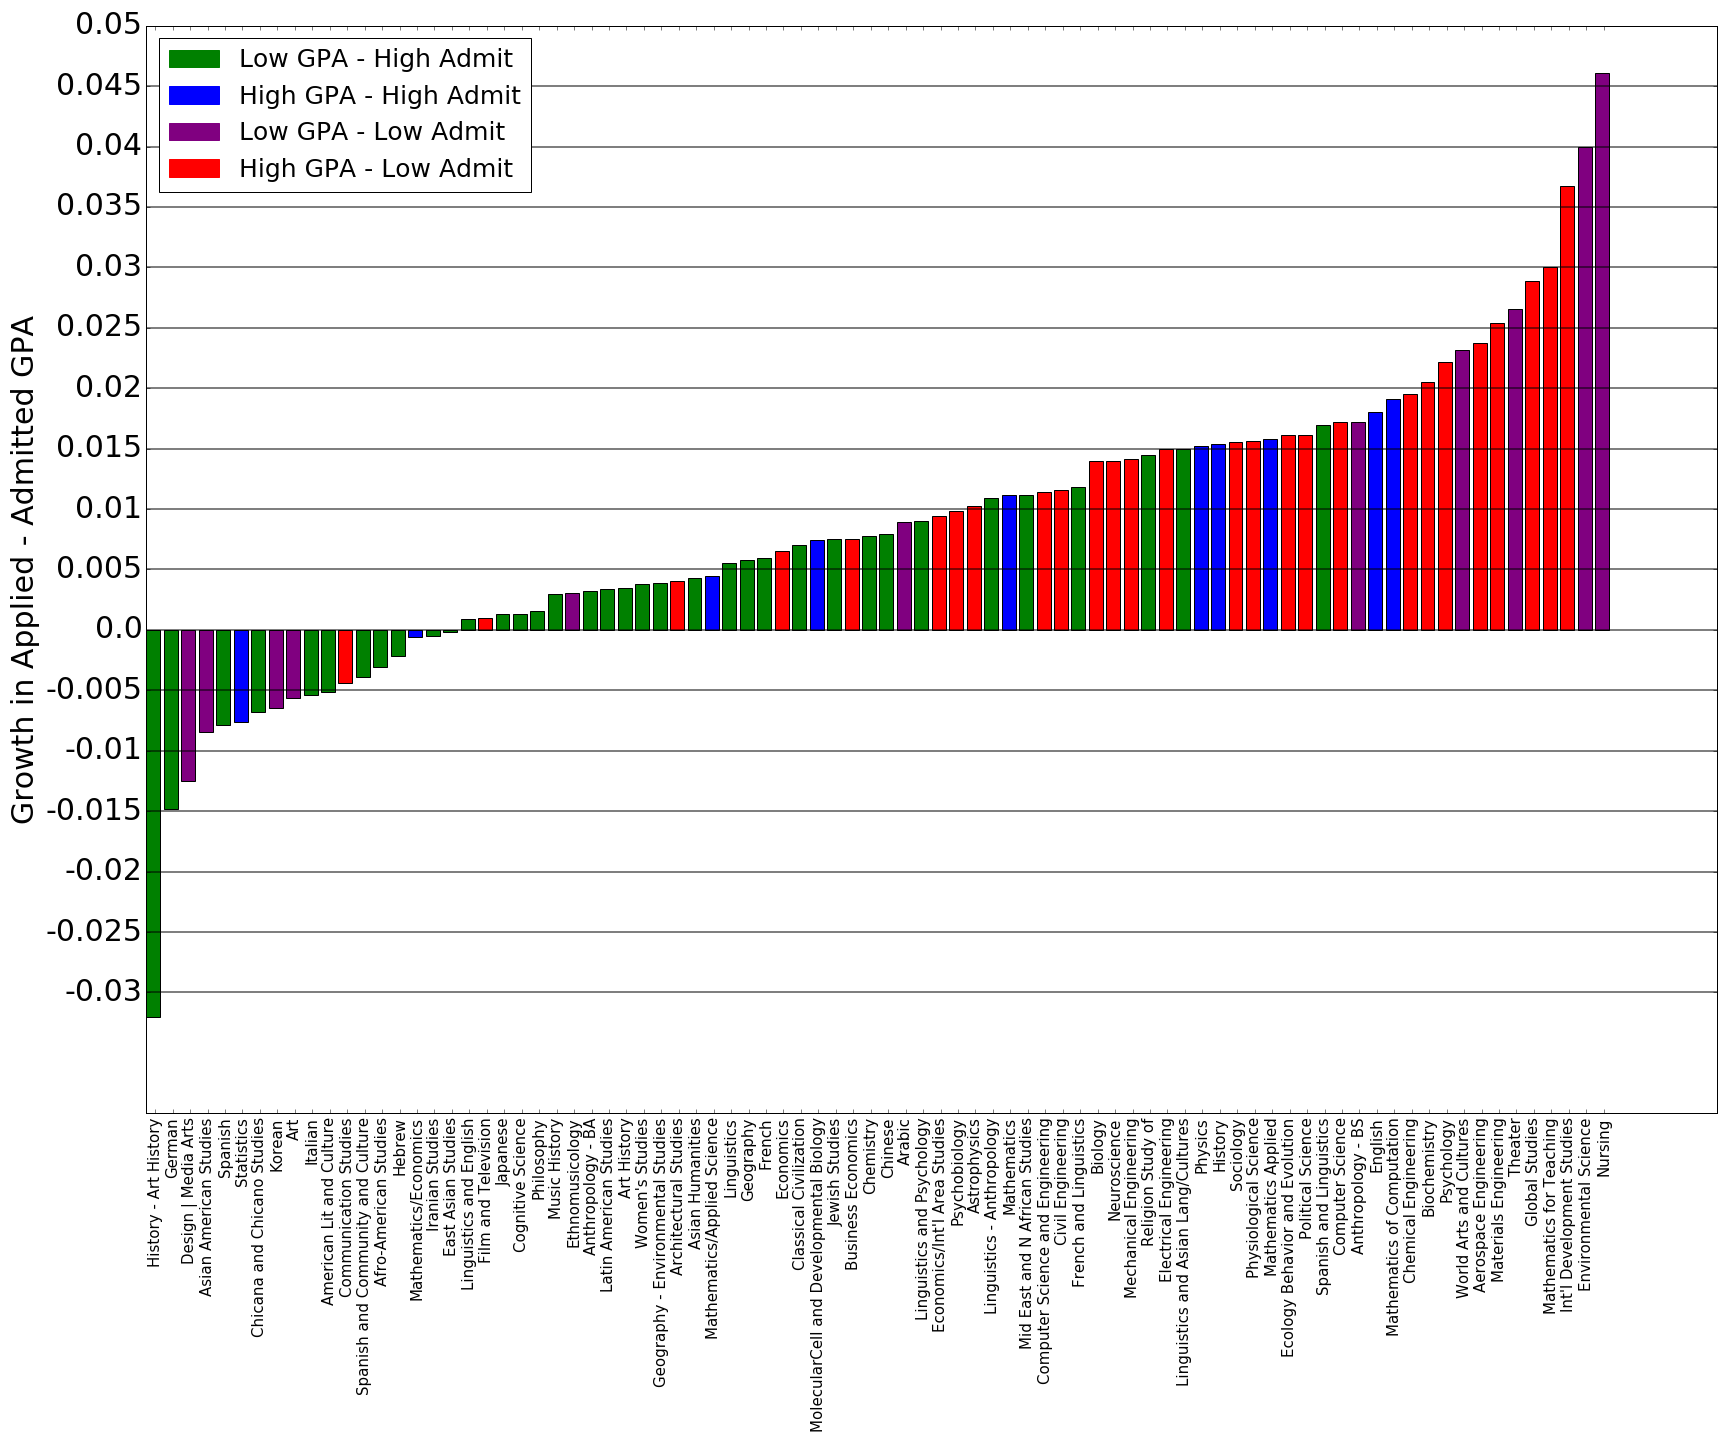 0.05
0.045
0.04
0.035
0.03
0.025
0.02
0.015
0.01
0.005
0.0
-0.005
-0.01
-0.015
-0.02
-0.025
-0.03
Growth in Applied - Admitted GPA
Low GPA - High Admit
High GPA - High Admit
Low GPA - Low Admit
High GPA - Low Admit
History - Art History
German
Design | Media Arts
Asian American Studies
Spanish
Statistics
Chicana and Chicano Studies
Korean
Art
Italian
American Lit and Culture
Communication Studies
Spanish and Community and Culture
Afro-American Studies
Hebrew
Mathematics/Economics
Iranian Studies
East Asian Studies
Linguistics and English
Film and Television
Japanese
Cognitive Science
Philosophy
Music History
Ethnomusicology
Anthropology - BA
Latin American Studies
Art History
Women's Studies
Geography - Environmental Studies
Architectural Studies
Asian Humanities
Mathematics/Applied Science
Linguistics
Geography
French
Economics
Classical Civilization
MolecularCell and Developmental Biology
Jewish Studies
Business Economics
Chemistry
Chinese
Arabic
Linguistics and Psychology
Economics/Int'l Area Studies
Psychobiology
Astrophysics
Linguistics - Anthropology
Mathematics
Mid East and N African Studies
Computer Science and Engineering
Civil Engineering
French and Linguistics
Biology
Neuroscience
Mechanical Engineering
Religion Study of
Electrical Engineering
Linguistics and Asian Lang/Cultures
Physics
History
Sociology
Physiological Science
Mathematics Applied
Ecology Behavior and Evolution
Political Science
Spanish and Linguistics
Computer Science
Anthropology - BS
English
Mathematics of Computation
Chemical Engineering
Biochemistry
Psychology
World Arts and Cultures
Aerospace Engineering
Materials Engineering
Theater
Global Studies
Mathematics for Teaching
Int'l Development Studies
Environmental Science
Nursing